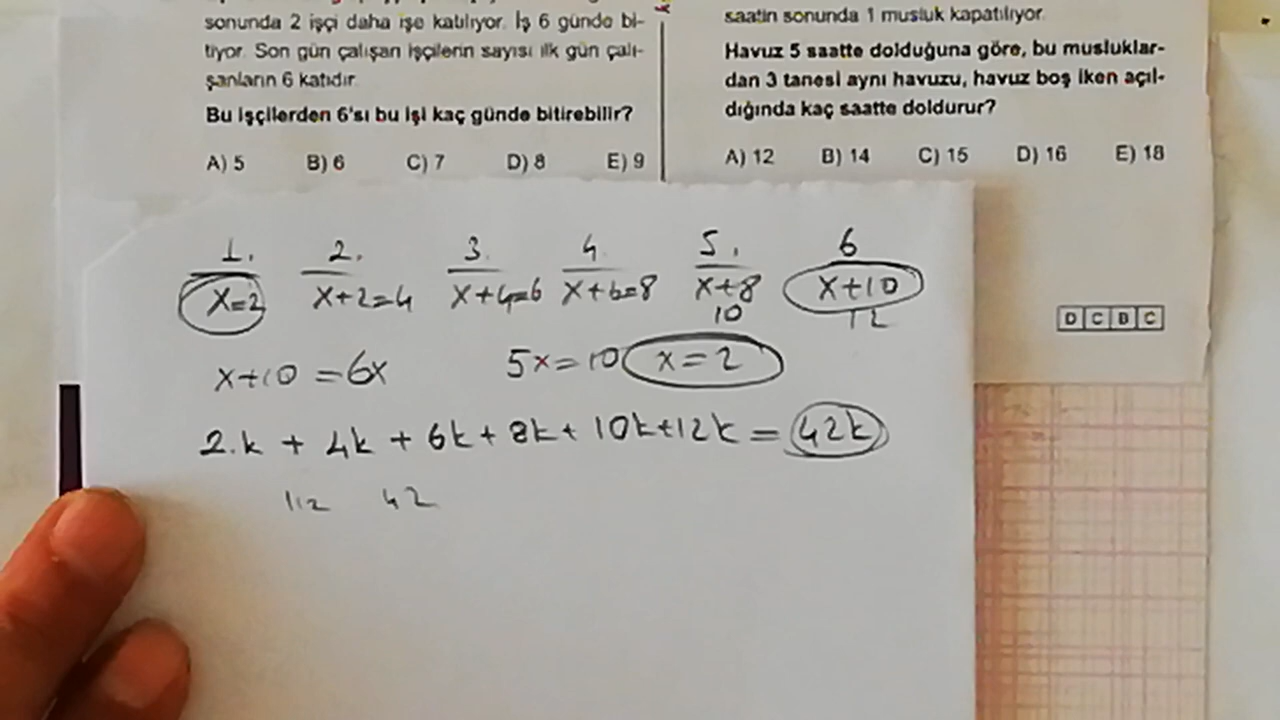 sonunda 2 işçi daha işe katılıyor. İş 6 günde bi-
tiyor. Son gün çalışan işçilerin sayısı ilk gün çalı-
şanların 6 katıdır.
Bu işçilerden 6'sı bu işi kaç günde bitirebilir?
A) 5 B) 6 C) 7 D) 8 E) 9
saatin sonunda 1 musluk kapatılıyor.
Havuz 5 saatte dolduğuna göre, bu musluklar-
dan 3 tanesi aynı havuzu, havuz boş iken açıl-
dığında kaç saatte doldurur?
A) 12 B) 14 C) 15 D) 16 E) 18
1. 2. 3. 4. 5. 6
x=2 x+2=4 x+4=6 x+6=8 x+8 x+10
10 12
x+10 = 6x 5x=10 x=2
2.k + 4k + 6k + 8k + 10k+12k = 42k
42
D C B C